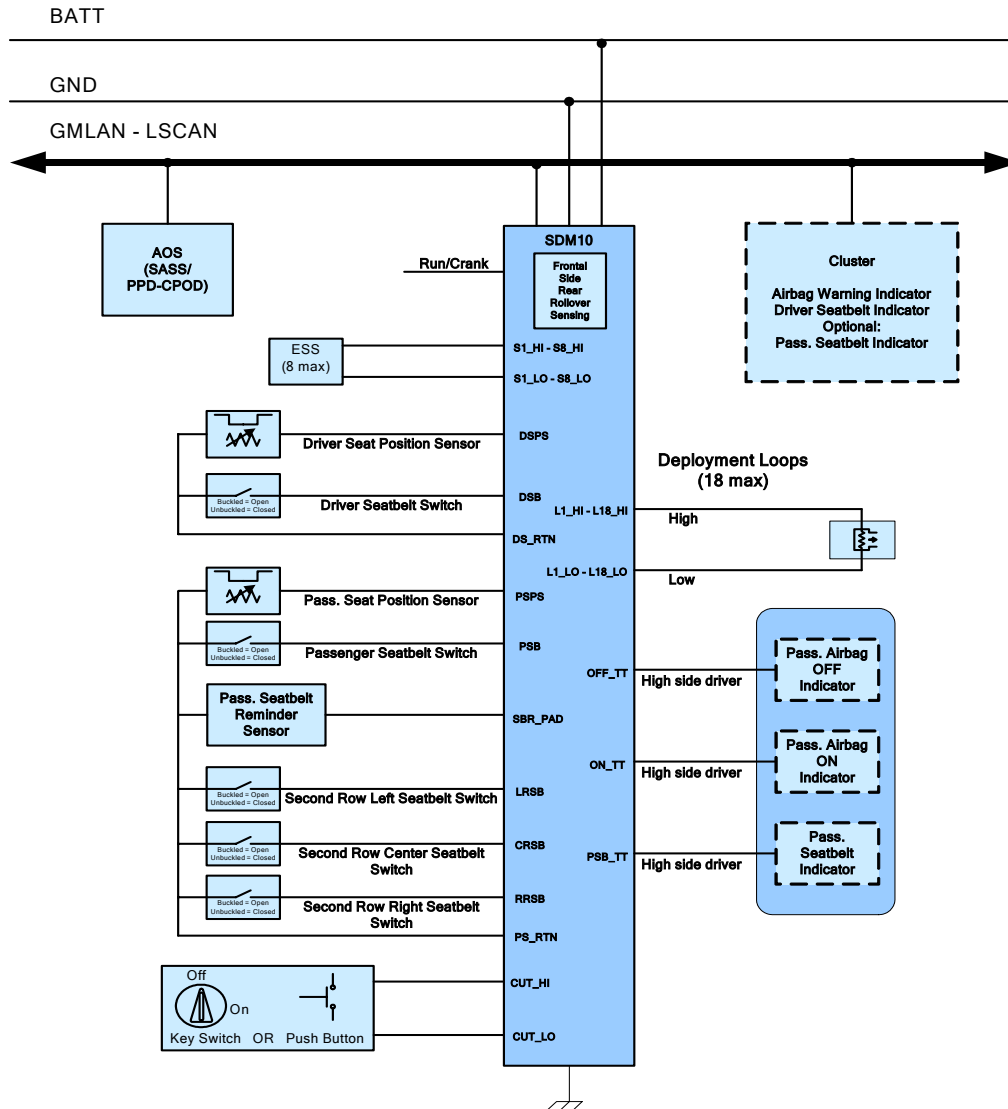 BATT
GND
GMLAN - LSCAN
AOS
(SASS/
PPD-CPOD)
SDM10
Frontal
Side
Rear
Rollover
Sensing
Cluster
Airbag Warning Indicator
Driver Seatbelt Indicator
Optional:
Pass. Seatbelt Indicator
Run/Crank
ESS
(8 max)
S1_HI - S8_HI
S1_LO - S8_LO
Driver Seat Position Sensor
DSPS
Buckled = Open
Unbuckled = Closed
Driver Seatbelt Switch
DSB
DS_RTN
Deployment Loops
(18 max)
L1_HI - L18_HI
High
L1_LO - L18_LO
Low
Pass. Seat Position Sensor
PSPS
Buckled = Open
Unbuckled = Closed
Passenger Seatbelt Switch
PSB
Pass. Seatbelt
Reminder
Sensor
SBR_PAD
Buckled = Open
Unbuckled = Closed
Second Row Left Seatbelt Switch
LRSB
Buckled = Open
Unbuckled = Closed
Second Row Center Seatbelt
Switch
CRSB
Buckled = Open
Unbuckled = Closed
Second Row Right Seatbelt
Switch
RRSB
PS_RTN
OFF_TT
High side driver
Pass. Airbag
OFF
Indicator
ON_TT
High side driver
Pass. Airbag
ON
Indicator
PSB_TT
High side driver
Pass.
Seatbelt
Indicator
Off
On
Key Switch OR Push Button
CUT_HI
CUT_LO